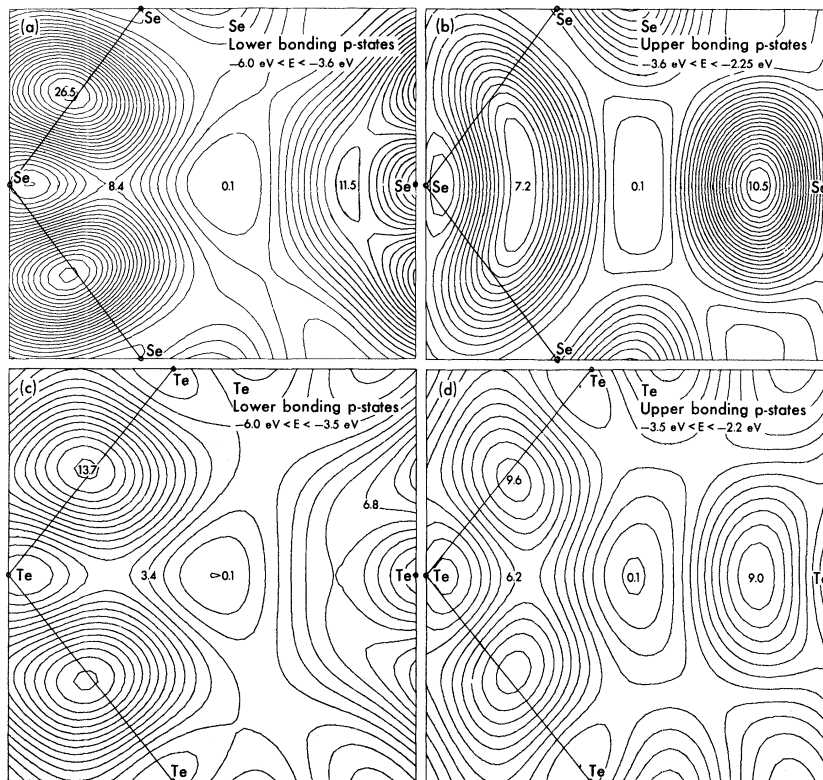 (a)
Se
Se
Lower bonding p-states
−6.0 eV < E < −3.6 eV
26.5
Se
8.4
0.1
11.5
Se
Se
(b)
Se
Se
Upper bonding p-states
−3.6 eV < E < −2.25 eV
Se
7.2
0.1
10.5
Se
Se
(c)
Te
Te
Lower bonding p-states
−6.0 eV < E < −3.5 eV
13.7
6.8
Te
3.4
0.1
Te
Te
(d)
Te
Te
Upper bonding p-states
−3.5 eV < E < −2.2 eV
9.6
Te
6.2
0.1
9.0
Te
Te